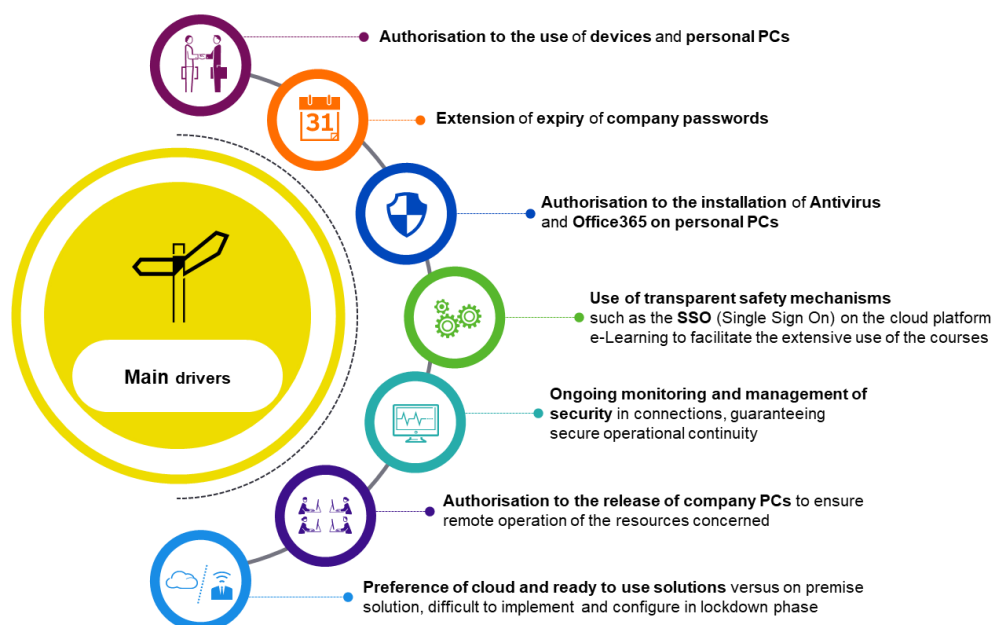 Authorisation to the use of devices and personal PCs
31
Extension of expiry of company passwords
Authorisation to the installation of Antivirus
and Office365 on personal PCs
Use of transparent safety mechanisms
such as the SSO (Single Sign On) on the cloud platform
e-Learning to facilitate the extensive use of the courses
Main drivers
Ongoing monitoring and management of
security in connections, guaranteeing
secure operational continuity
Authorisation to the release of company PCs to ensure
remote operation of the resources concerned
Preference of cloud and ready to use solutions versus on premise
solution, difficult to implement and configure in lockdown phase